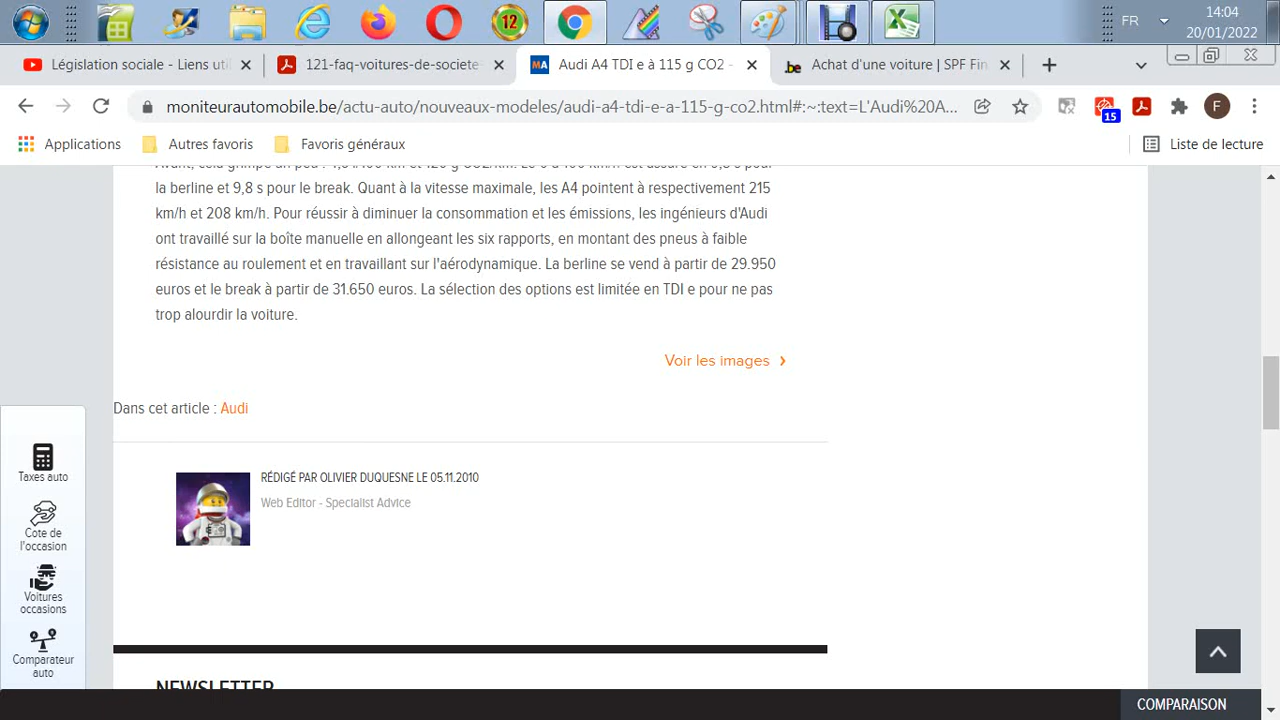 12
FR
14:04
20/01/2022
Législation sociale - Liens uti
121-faq-voitures-de-societe-
MA
Audi A4 TDI e à 115 g CO2 -
.be
Achat d'une voiture | SPF Fin
moniteurautomobile.be/actu-auto/nouveaux-modeles/audi-a4-tdi-e-a-115-g-co2.html#:~:text=L'Audi%20A...
15
F
Applications
Autres favoris
Favoris généraux
Liste de lecture
la berline et 9,8 s pour le break. Quant à la vitesse maximale, les A4 pointent à respectivement 215
km/h et 208 km/h. Pour réussir à diminuer la consommation et les émissions, les ingénieurs d'Audi
ont travaillé sur la boîte manuelle en allongeant les six rapports, en montant des pneus à faible
résistance au roulement et en travaillant sur l'aérodynamique. La berline se vend à partir de 29.950
euros et le break à partir de 31.650 euros. La sélection des options est limitée en TDI e pour ne pas
trop alourdir la voiture.
Voir les images
Dans cet article : Audi
RÉDIGÉ PAR OLIVIER DUQUESNE LE 05.11.2010
Web Editor - Specialist Advice
Taxes auto
Cote de
l'occasion
Voitures
occasions
Comparateur
auto
NEWSLETTER
COMPARAISON